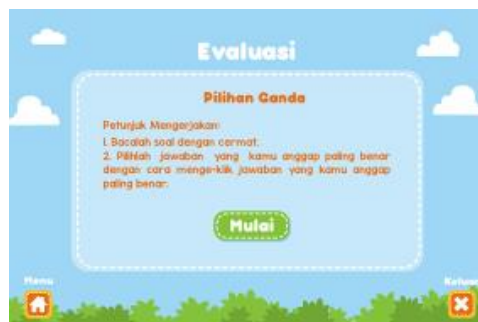 Evaluasi
Pilihan Ganda
Petunjuk Mengerjakan:
1. Bacalah soal dengan cermat.
2. Pilihlah jawaban yang kamu anggap paling benar
dengan cara menge-klik jawaban yang kamu anggap
paling benar.
Mulai
Menu
Keluar